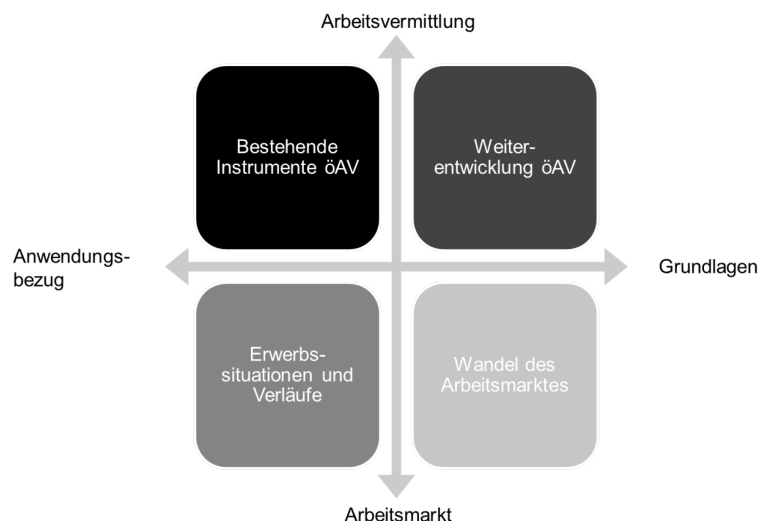 Arbeitsvermittlung
Bestehende
Instrumente öAV
Weiter-
entwicklung öAV
Anwendungs-
bezug
Grundlagen
Erwerbs-
situationen und
Verläufe
Wandel des
Arbeitsmarktes
Arbeitsmarkt